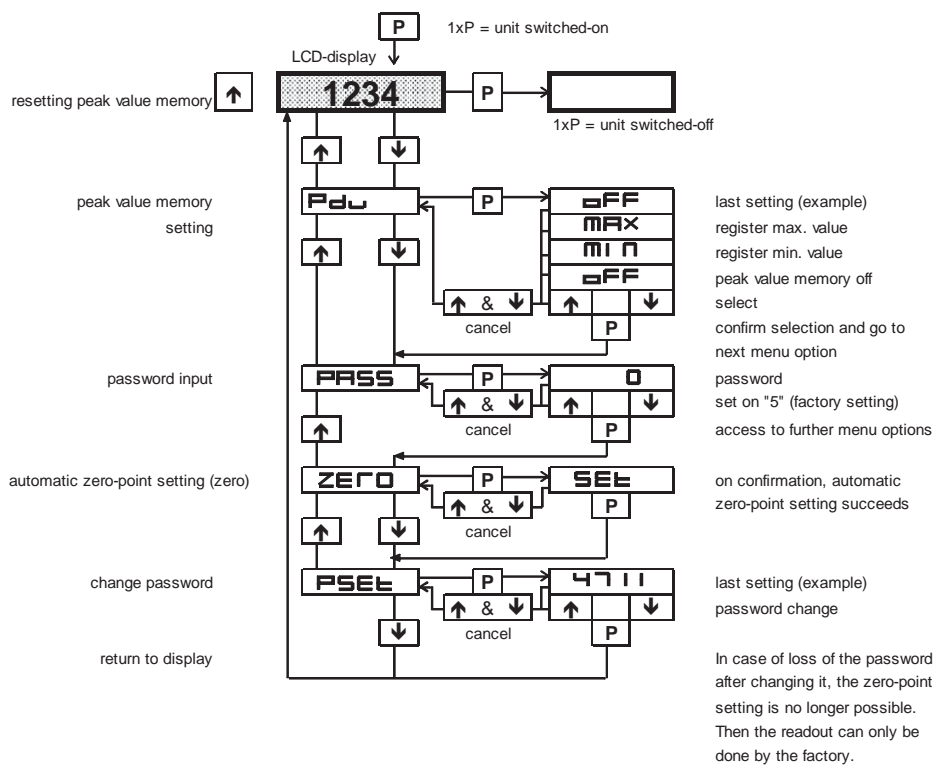 P 1xP = unit switched-on
LCD-display
resetting peak value memory 1234 P
1xP = unit switched-off
peak value memory Pdv P oFF last setting (example)
setting MAX register max. value
MIN register min. value
oFF peak value memory off
& select
cancel P confirm selection and go to
next menu option
password input PASS P 0 password
& set on "5" (factory setting)
cancel P access to further menu options
automatic zero-point setting (zero) ZERO P SEt on confirmation, automatic
& P zero-point setting succeeds
cancel
change password PSEt P 4711 last setting (example)
& password change
cancel P
return to display In case of loss of the password
after changing it, the zero-point
setting is no longer possible.
Then the readout can only be
done by the factory.